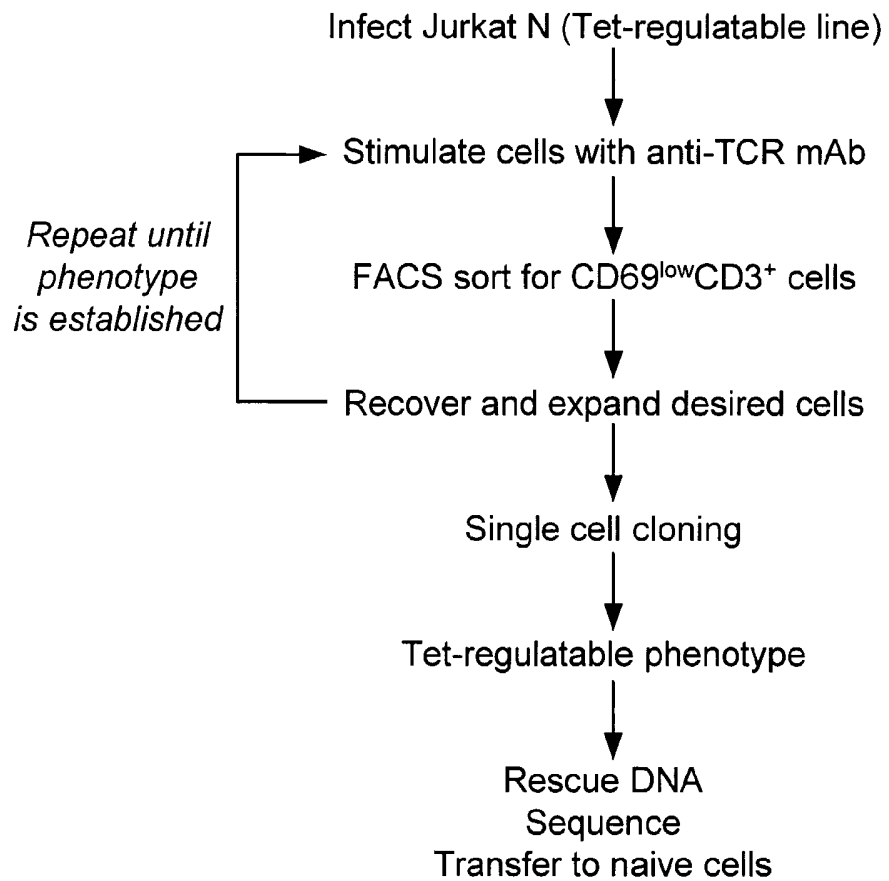 Infect Jurkat N (Tet-regulatable line)
Stimulate cells with anti-TCR mAb
Repeat until
phenotype
is established
FACS sort for CD69lowCD3+ cells
Recover and expand desired cells
Single cell cloning
Tet-regulatable phenotype
Rescue DNA
Sequence
Transfer to naive cells